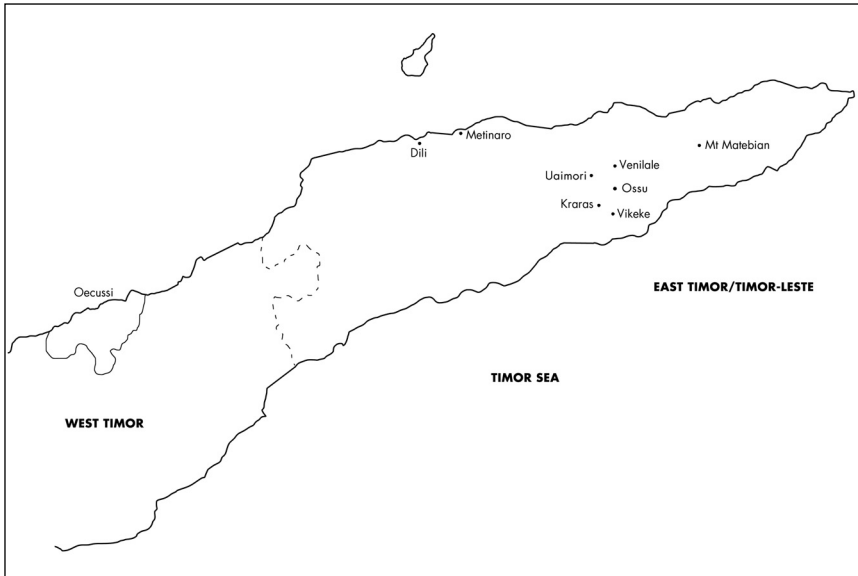 Metinaro
Dili
Mt Matebian
Venilale
Uaimori
Ossu
Kraras
Vikeke
EAST TIMOR/TIMOR-LESTE
Oecussi
TIMOR SEA
WEST TIMOR